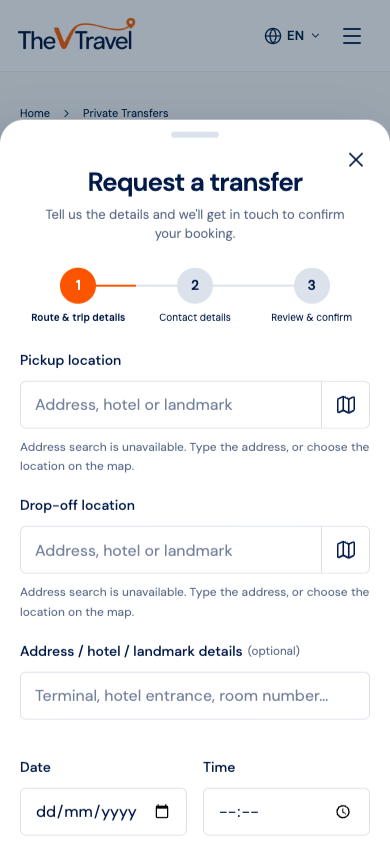 TheVTravel
EN
Home > Private Transfers
Request a transfer
Tell us the details and we'll get in touch to confirm
your booking.
1 2 3
Route & trip details Contact details Review & confirm
Pickup location
Address, hotel or landmark
Address search is unavailable. Type the address, or choose the
location on the map.
Drop-off location
Address, hotel or landmark
Address search is unavailable. Type the address, or choose the
location on the map.
Address / hotel / landmark details (optional)
Terminal, hotel entrance, room number...
Date Time
dd/mm/yyyy --:--